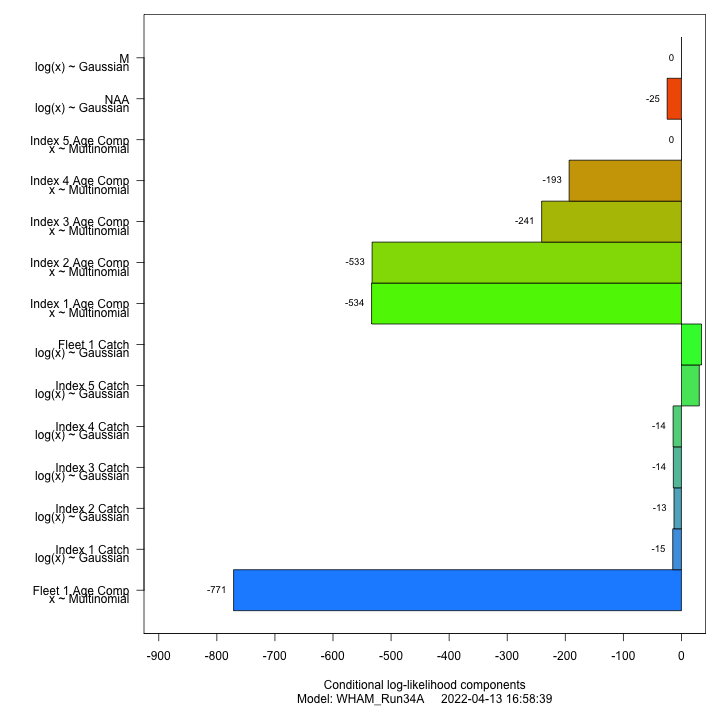 M
log(x) ~ Gaussian
0
NAA
log(x) ~ Gaussian
-25
Index 5 Age Comp
x ~ Multinomial
0
Index 4 Age Comp
x ~ Multinomial
-193
Index 3 Age Comp
x ~ Multinomial
-241
Index 2 Age Comp
x ~ Multinomial
-533
Index 1 Age Comp
x ~ Multinomial
-534
Fleet 1 Catch
log(x) ~ Gaussian
Index 5 Catch
log(x) ~ Gaussian
Index 4 Catch
log(x) ~ Gaussian
-14
Index 3 Catch
log(x) ~ Gaussian
-14
Index 2 Catch
log(x) ~ Gaussian
-13
Index 1 Catch
log(x) ~ Gaussian
-15
Fleet 1 Age Comp
x ~ Multinomial
-771
-900 -800 -700 -600 -500 -400 -300 -200 -100 0
Conditional log-likelihood components
Model: WHAM_Run34A 2022-04-13 16:58:39